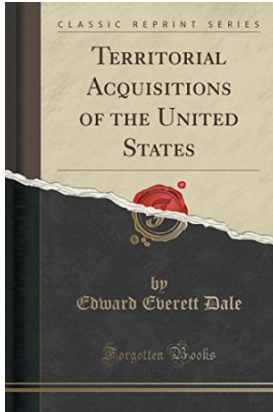 CLASSIC REPRINT SERIES
TERRITORIAL
ACQUISITIONS
OF THE UNITED
STATES
by
Edward Everett Dale
Forgotten Books